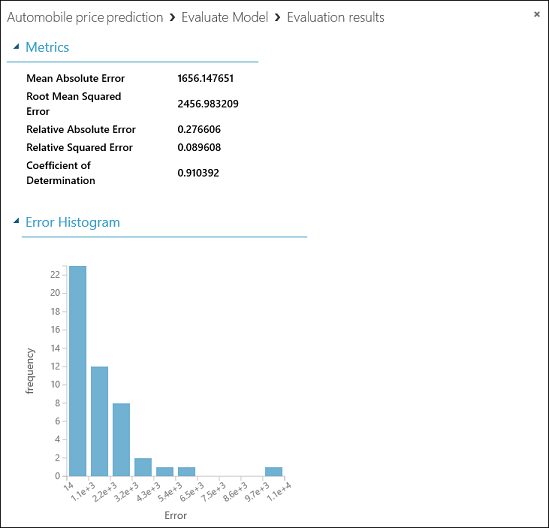 Automobile price prediction › Evaluate Model › Evaluation results ×
Metrics
Mean Absolute Error 1656.147651
Root Mean Squared
Error 2456.983209
Relative Absolute Error 0.276606
Relative Squared Error 0.089608
Coefficient of
Determination 0.910392
Error Histogram
22
20
18
16
14
12
10
8
6
4
2
0
frequency
14 1.1e+3 2.2e+3 3.2e+3 4.3e+3 5.4e+3 6.5e+3 7.5e+3 8.6e+3 9.7e+3 1.1e+4
Error